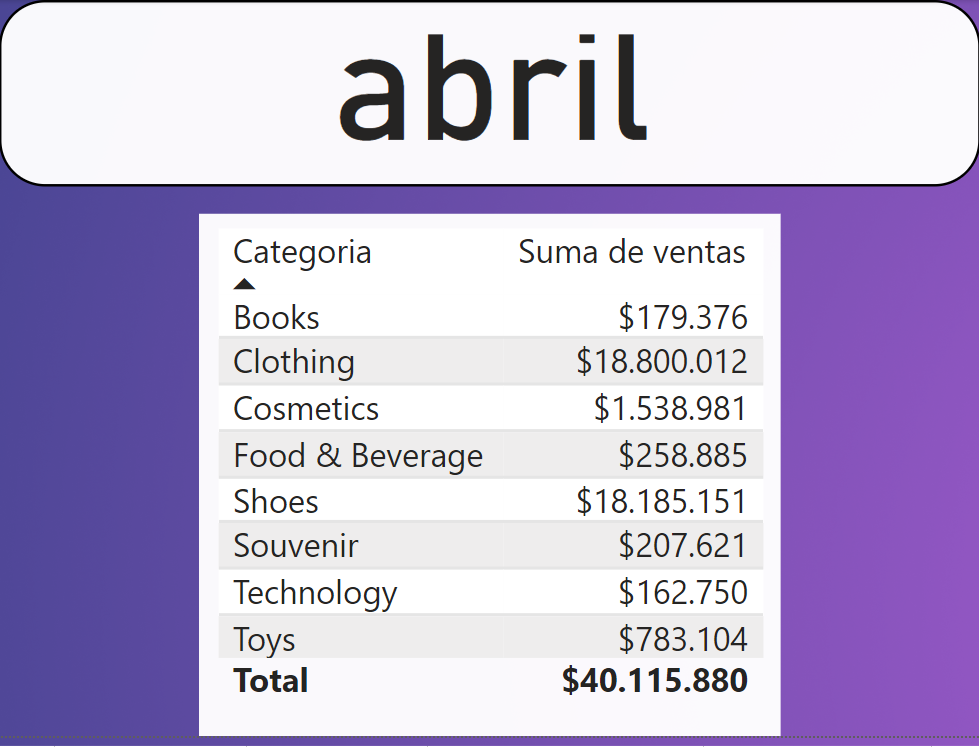 abril
Categoria Suma de ventas
Books $179.376
Clothing $18.800.012
Cosmetics $1.538.981
Food & Beverage $258.885
Shoes $18.185.151
Souvenir $207.621
Technology $162.750
Toys $783.104
Total $40.115.880